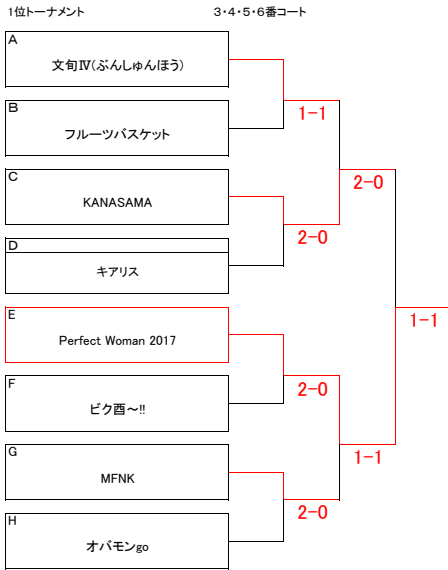 1位トーナメント 3・4・5・6番コート
A
文旬Ⅳ(ぶんしゅんほう)
B
フルーツバスケット
1-1
C
KANASAMA
2-0
D
キアリス
2-0
E
Perfect Woman 2017
1-1
F
ビク酉～!!
2-0
G
MFNK
1-1
H
オバモンgo
2-0